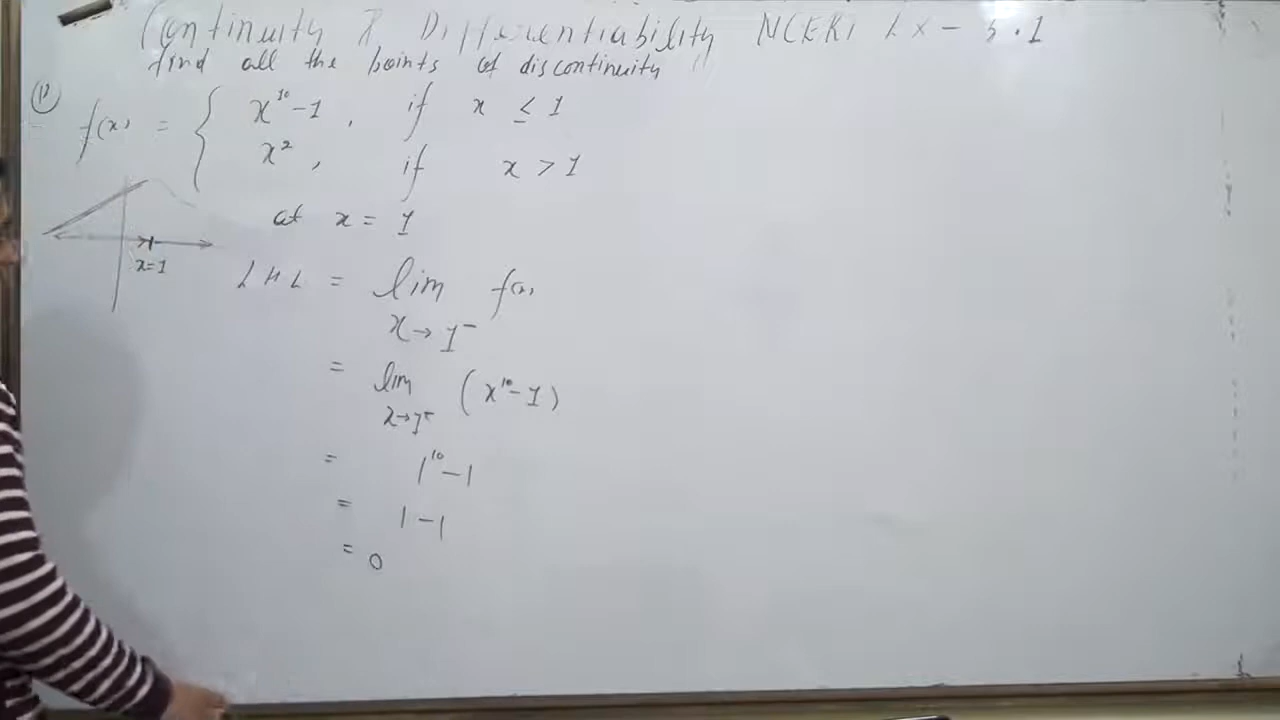 Continuity & Differentiability NCERT Ex - 5.1
find all the points of discontinuity
(12) f(x) = { x¹⁰-1 , if x ≤ 1
x² , if x > 1
at x = 1
x=1
LHL = lim f(x)
x→1⁻
= lim (x¹⁰-1)
x→1⁻
= 1¹⁰-1
= 1-1
= 0